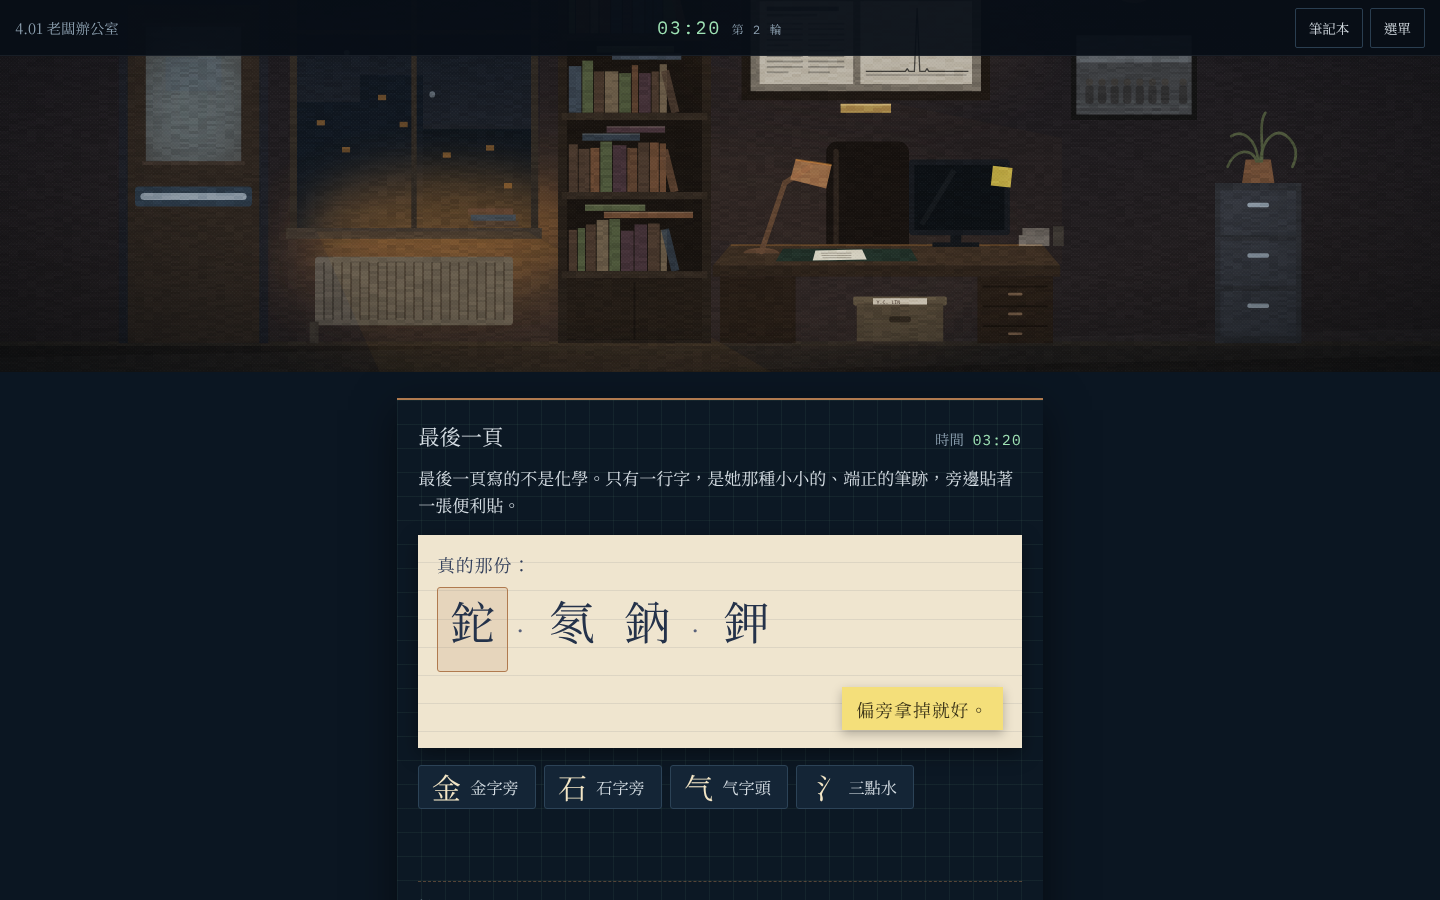 4.01 老闆辦公室
03:20 第 2 輪
筆記本
選單
最後一頁
時間 03:20
最後一頁寫的不是化學。只有一行字，是她那種小小的、端正的筆跡，旁邊貼著
一張便利貼。
真的那份：
鉈 · 氡 鈉 · 鉀
偏旁拿掉就好。
金 金字旁
石 石字旁
气 气字頭
氵 三點水